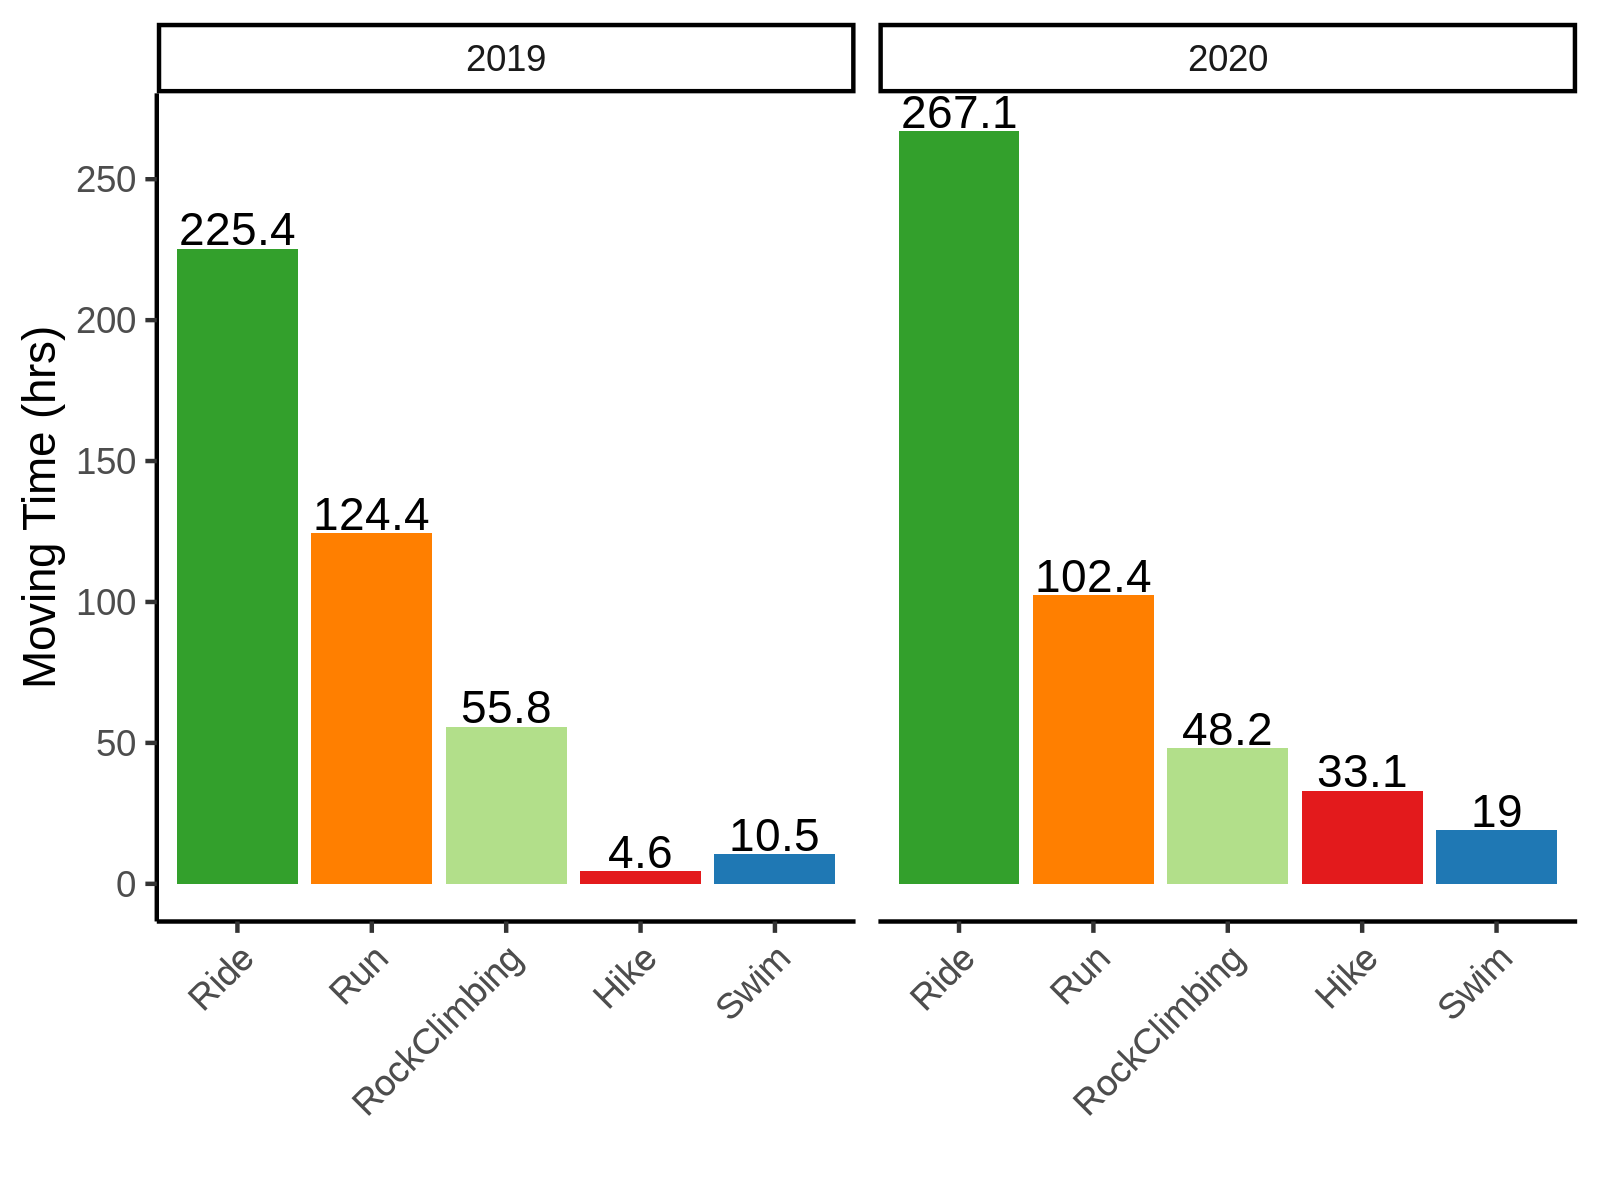 2019
2020
Moving Time (hrs)
250
200
150
100
50
0
225.4
124.4
55.8
4.6
10.5
267.1
102.4
48.2
33.1
19
Ride
Run
RockClimbing
Hike
Swim
Ride
Run
RockClimbing
Hike
Swim